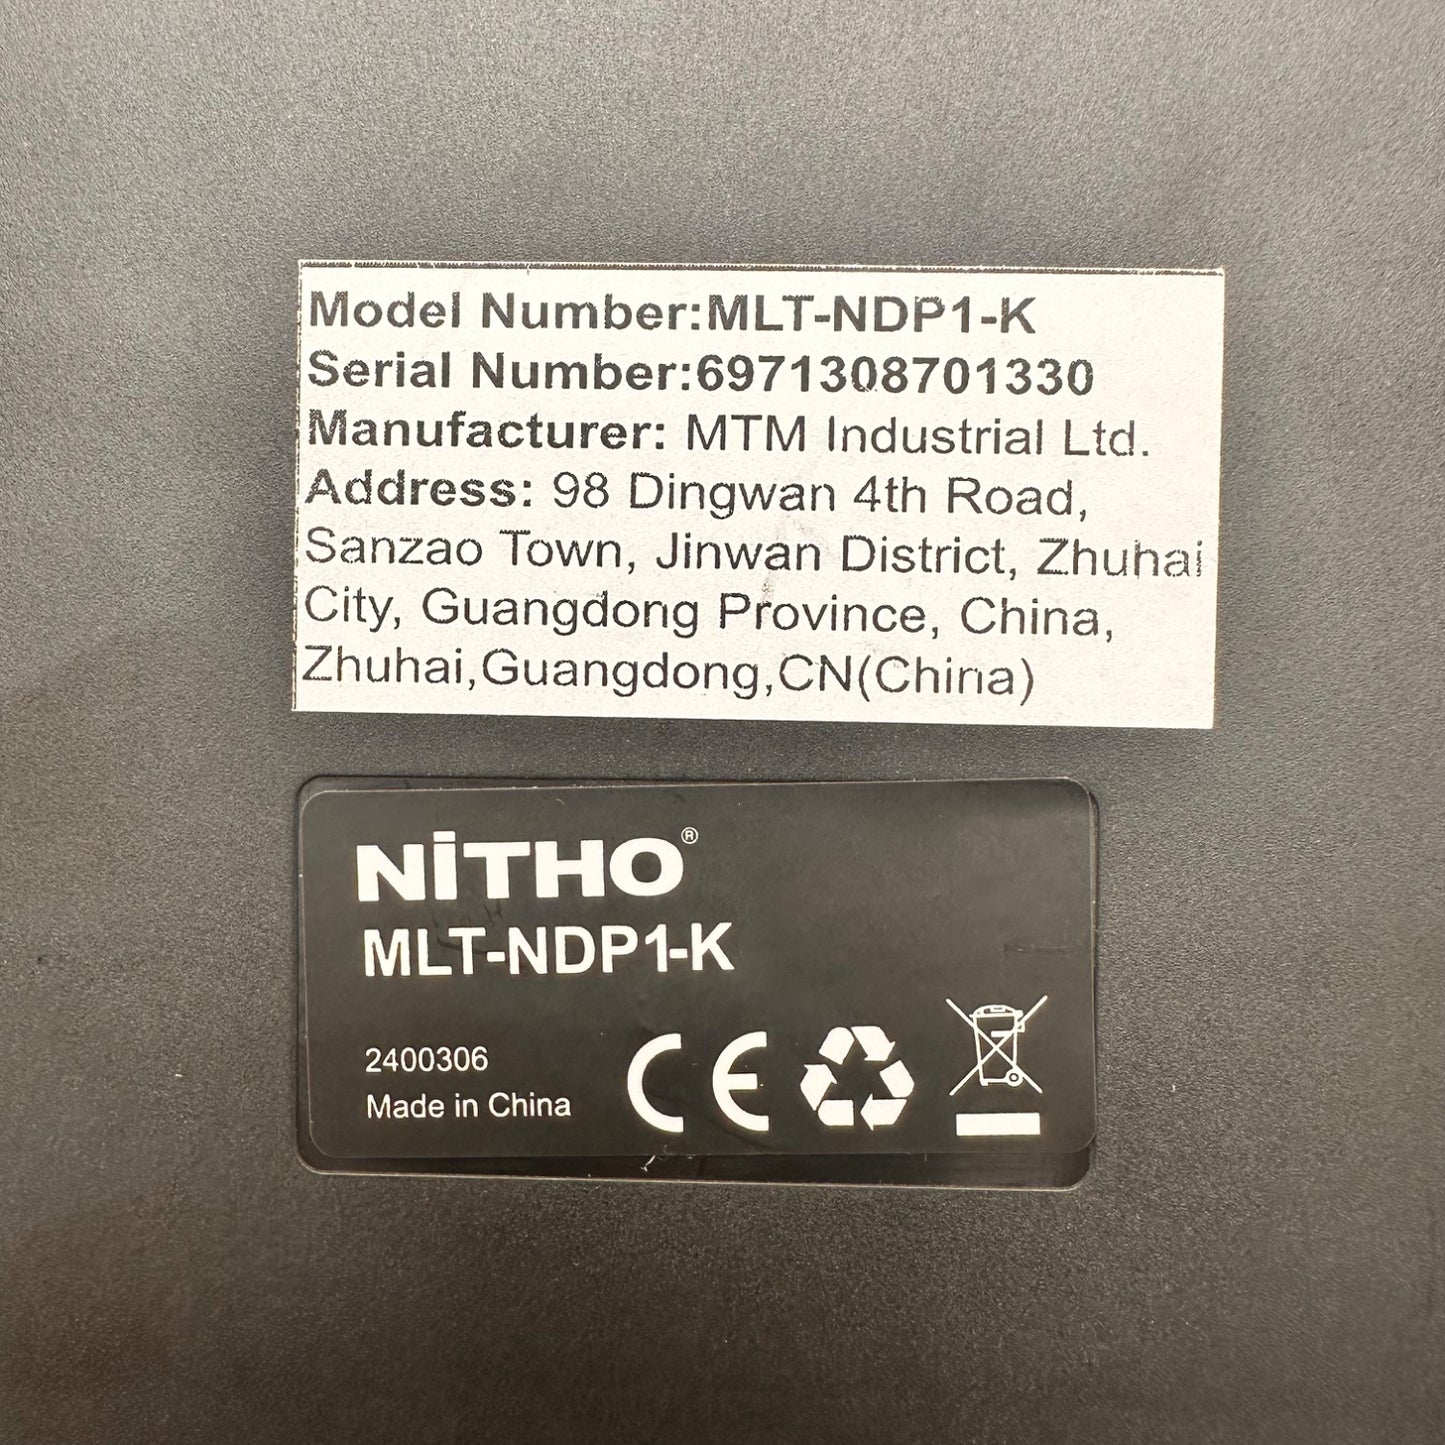 Model Number:MLT-NDP1-K
Serial Number:6971308701330
Manufacturer: MTM Industrial Ltd.
Address: 98 Dingwan 4th Road,
Sanzao Town, Jinwan District, Zhuhai
City, Guangdong Province, China,
Zhuhai,Guangdong,CN(China)
NiTHO®
MLT-NDP1-K
2400306
Made in China
CE